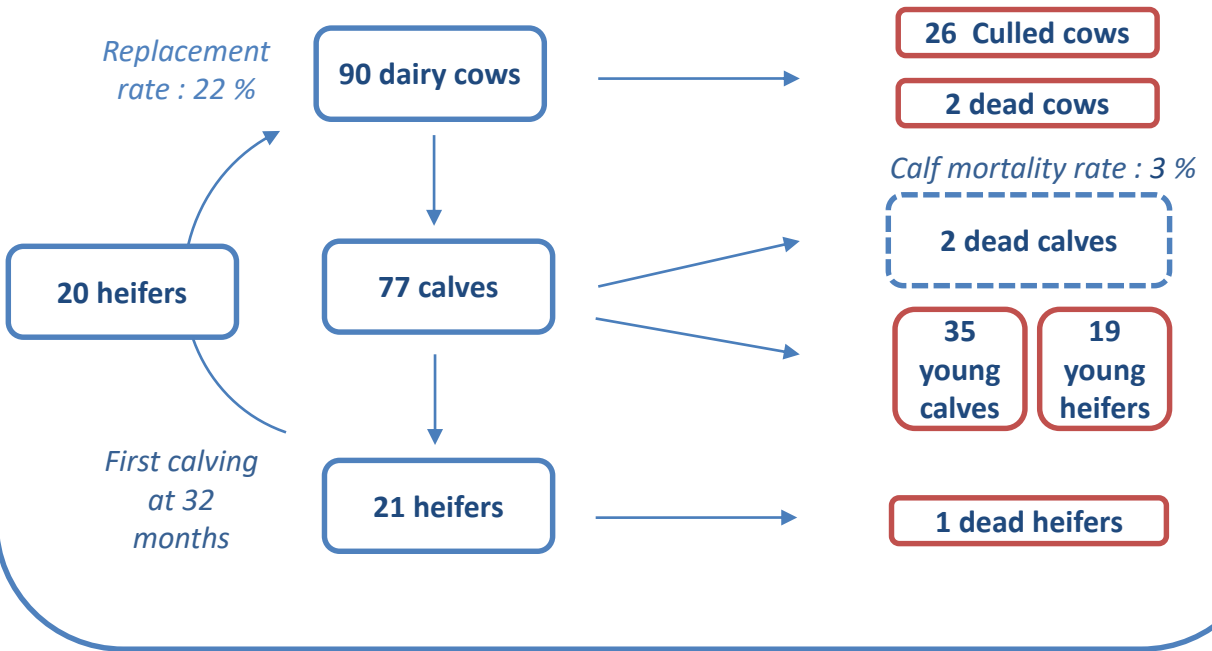 Replacement
rate : 22 %
90 dairy cows
26 Culled cows
2 dead cows
Calf mortality rate : 3 %
2 dead calves
20 heifers
77 calves
35
young
calves
19
young
heifers
First calving
at 32
months
21 heifers
1 dead heifers